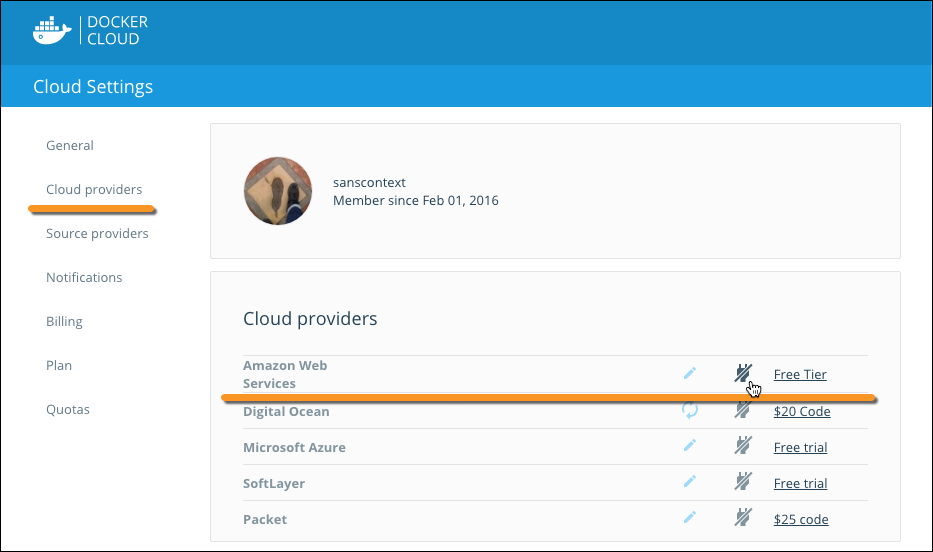 DOCKER
CLOUD
Cloud Settings
General
Cloud providers
Source providers
Notifications
Billing
Plan
Quotas
sanscontext
Member since Feb 01, 2016
Cloud providers
Amazon Web
Services
Free Tier
Digital Ocean
$20 Code
Microsoft Azure
Free trial
SoftLayer
Free trial
Packet
$25 code